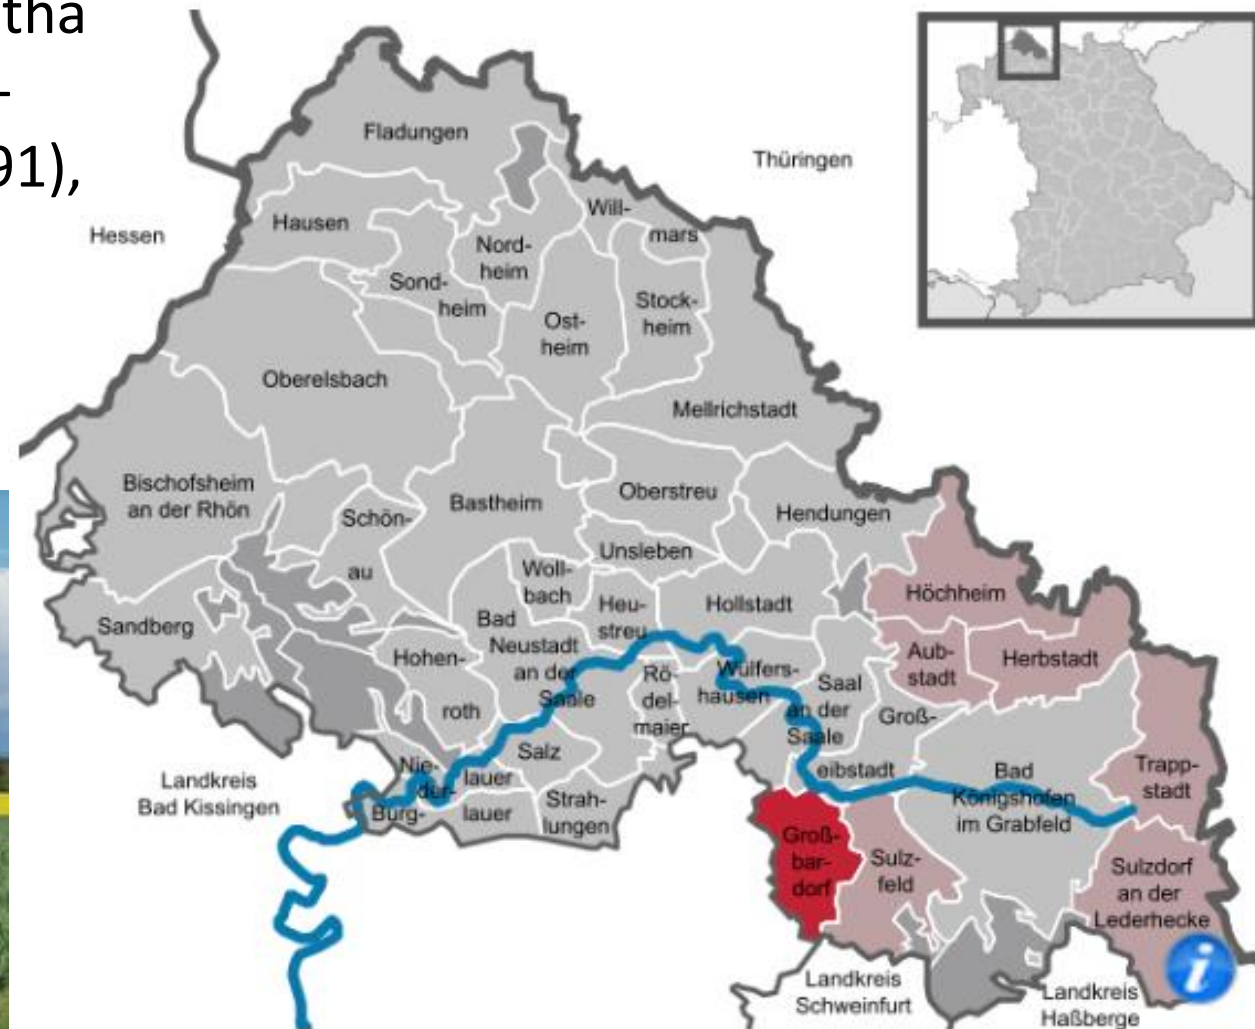 tha
-
91),
Fladungen
Thüringen
Will-
mars
Hausen
Hessen
Nord-
heim
Sond-
heim
Stock-
heim
Ost-
heim
Oberelsbach
Mellrichstadt
Bischofsheim
an der Rhön
Oberstreu
Bastheim
Schön-
au
Hendungen
Unsleben
Woll-
bach
Höchheim
Heu-
streu
Hollstadt
Sandberg
Bad
Neustadt
an der
Saale
Hohen-
roth
Aub-
stadt
Herbstadt
Rö-
del-
maier
Wülfers-
hausen
Saal
an der
Saale
Groß-
eibstadt
Salz
Nie-
der-
lauer
Landkreis
Bad Kissingen
Burg-
lauer
Strah-
lungen
Bad
Königshofen
im Grabfeld
Trapp-
stadt
Groß-
bar-
dorf
Sulz-
feld
Sulzdorf
an der
Lederhecke
Landkreis
Schweinfurt
Landkreis
Haßberge
i